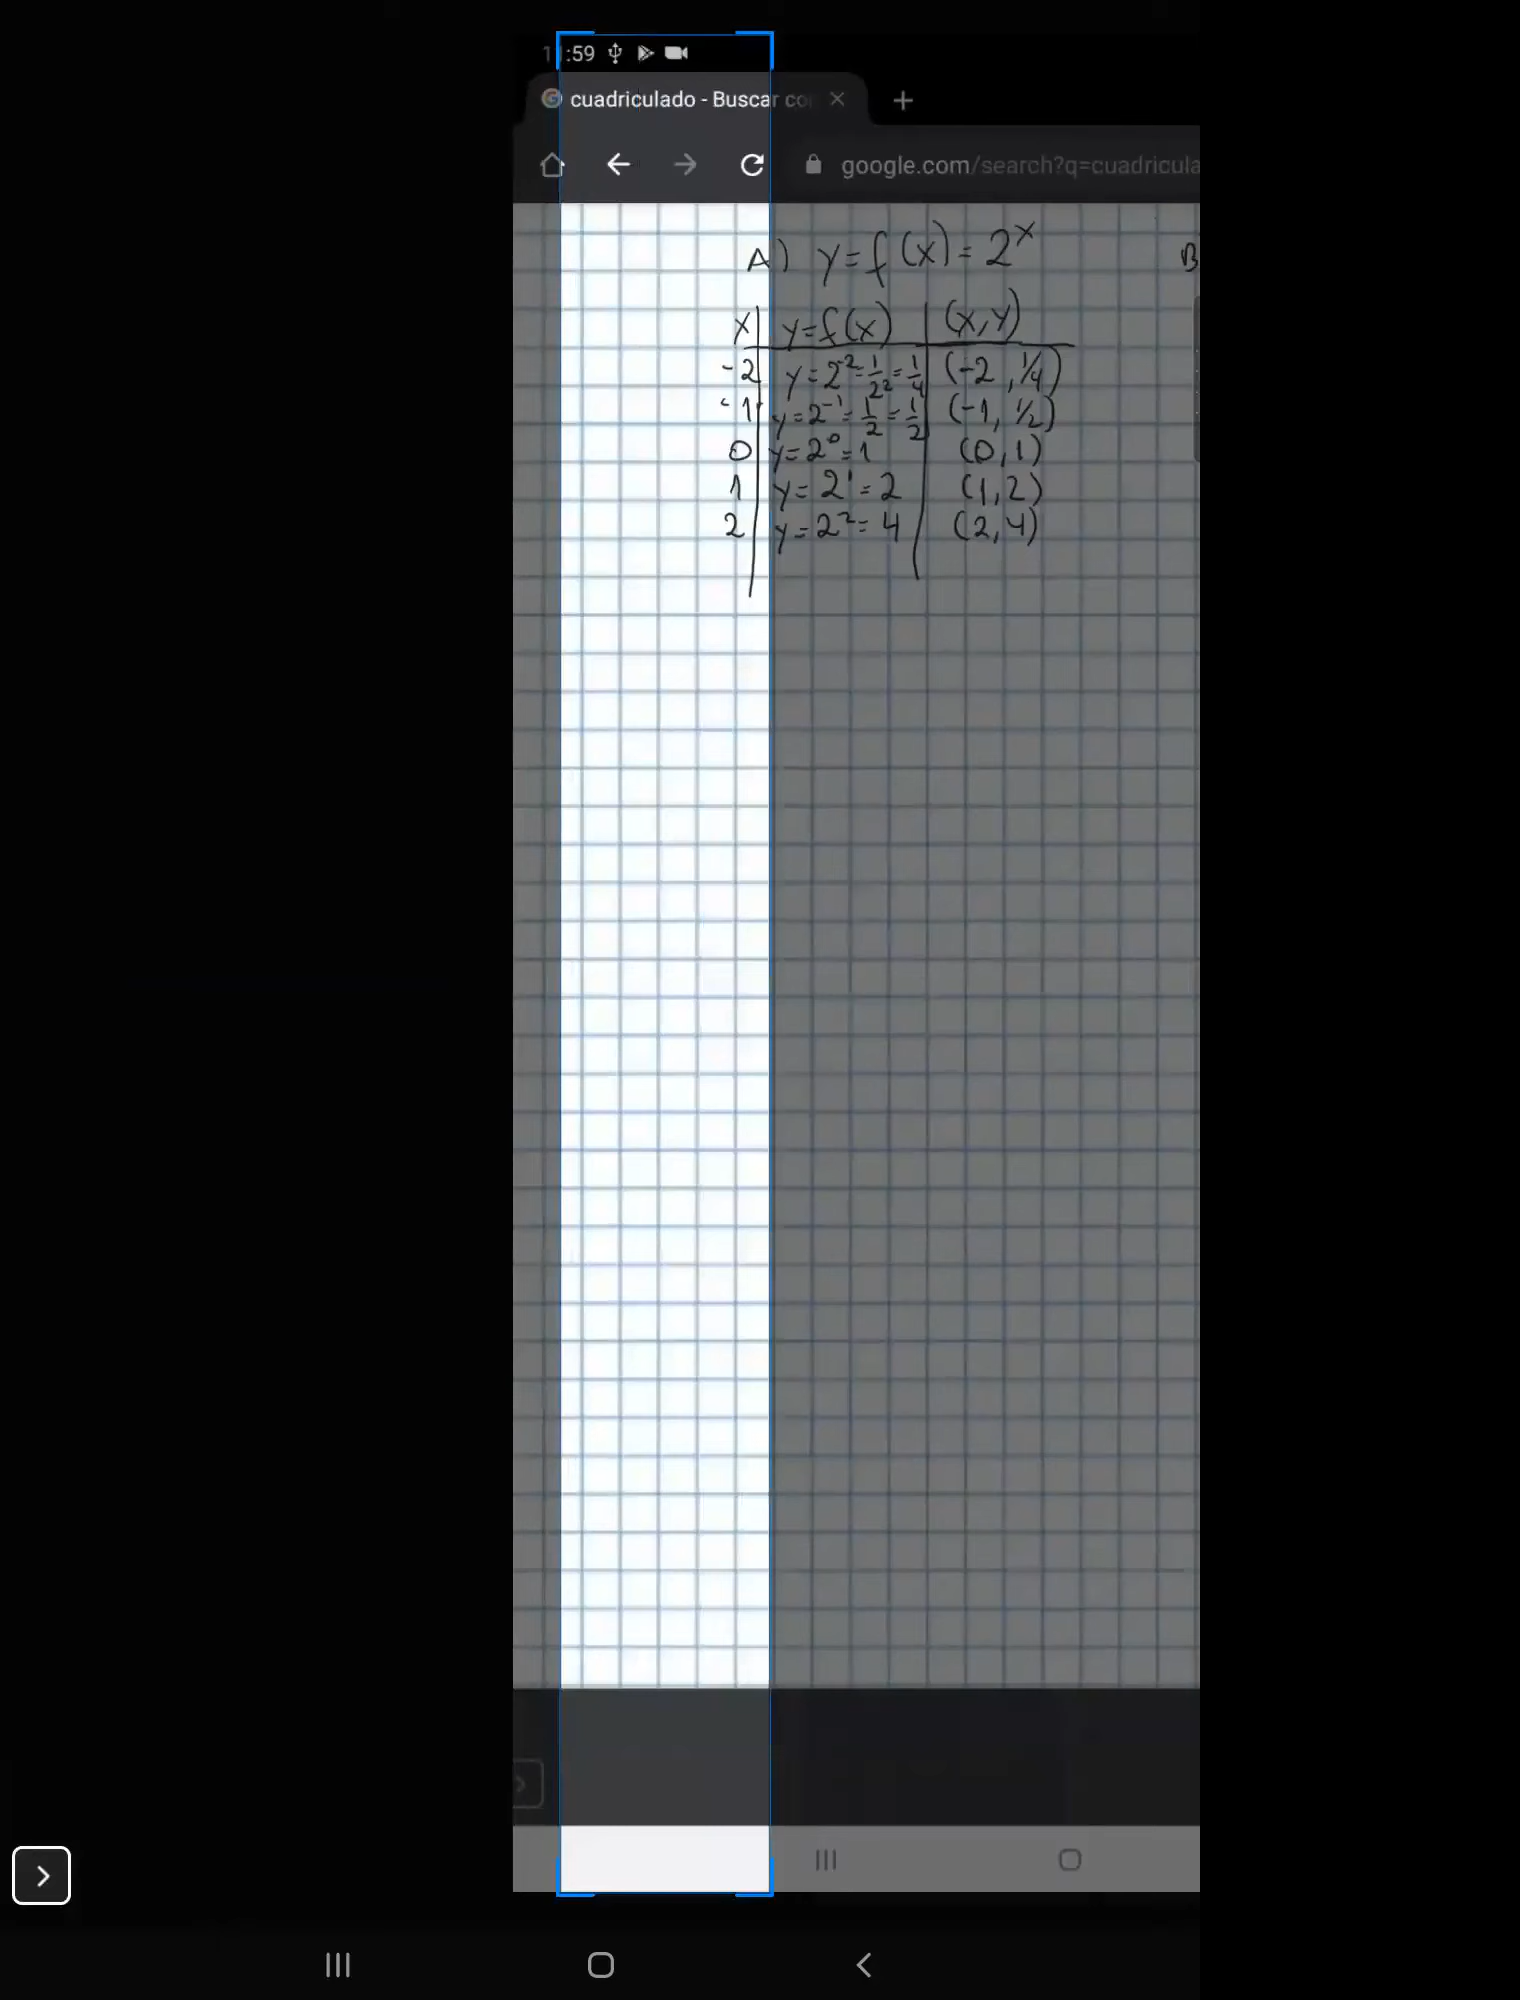 :59
cuadriculado - Buscar co
google.com/search?q=cuadricula
A) y=f(x)=2^x
B
x | y=f(x) | (x,y)
-2 | y=2^-2=1/2^2=1/4 | (-2,1/4)
-1 | y=2^-1=1/2=1/2 | (-1,1/2)
0 | y=2^0=1 | (0,1)
1 | y=2^1=2 | (1,2)
2 | y=2^2=4 | (2,4)